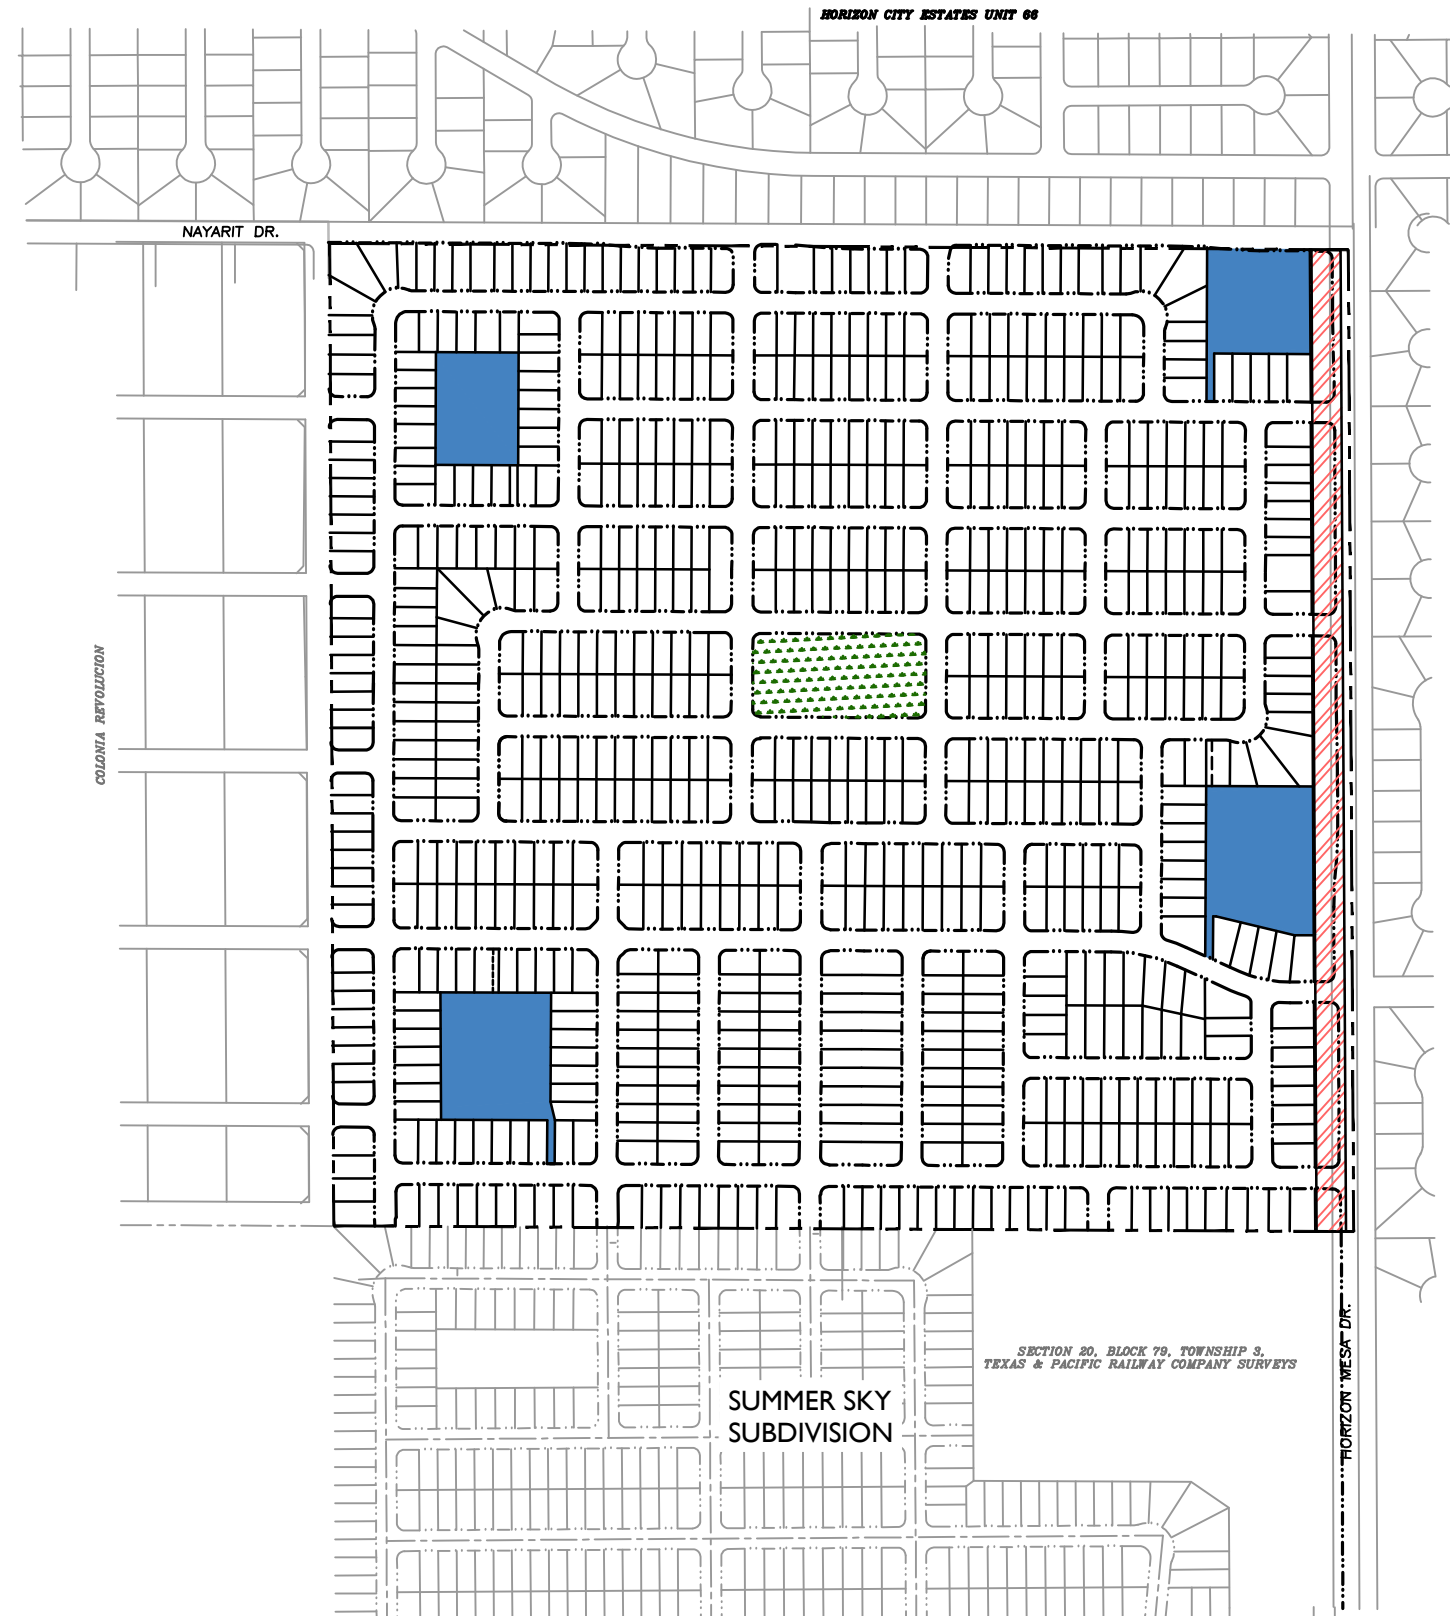 HORIZON CITY ESTATES UNIT 66
NAYARIT DR.
COLONIA REVOLUCION
SECTION 20, BLOCK 79, TOWNSHIP 3,
TEXAS & PACIFIC RAILWAY COMPANY SURVEYS
SUMMER SKY
SUBDIVISION
HORIZON MESA DR.